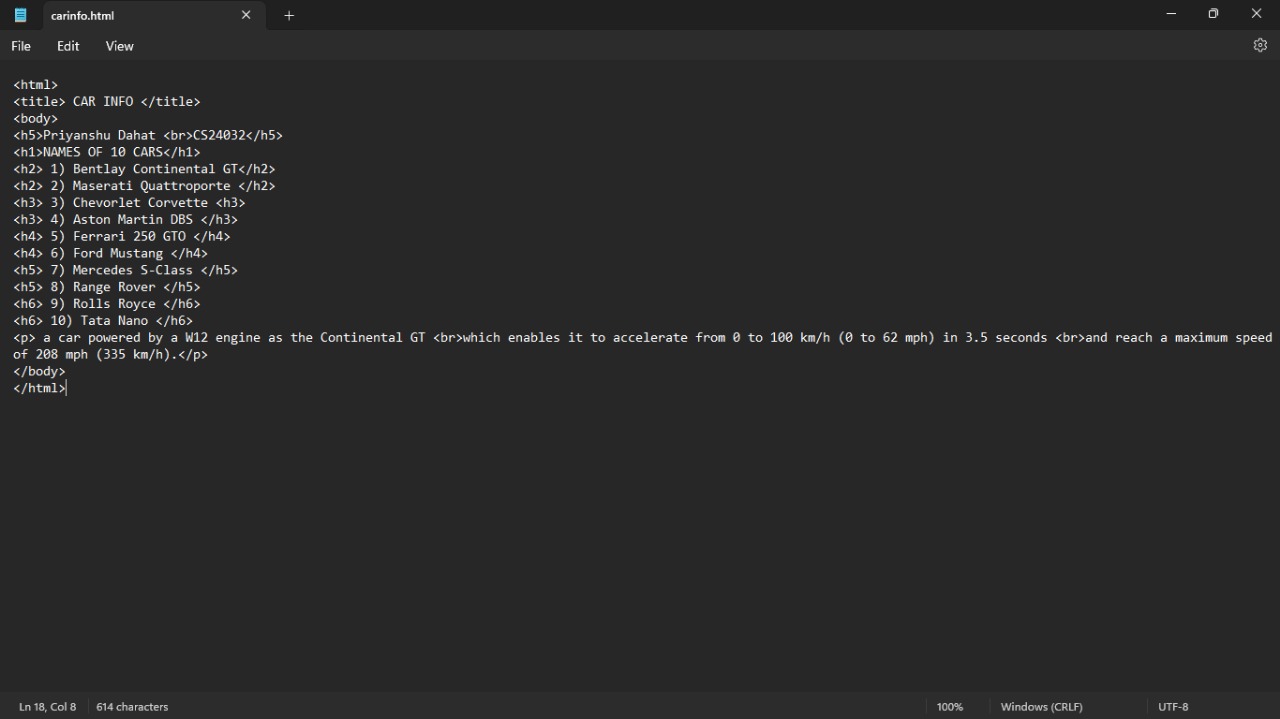 carinfo.html
File Edit View
<html>
<title> CAR INFO </title>
<body>
<h5>Priyanshu Dahat <br>CS24032</h5>
<h1>NAMES OF 10 CARS</h1>
<h2> 1) Bentlay Continental GT</h2>
<h2> 2) Maserati Quattroporte </h2>
<h3> 3) Chevorlet Corvette <h3>
<h3> 4) Aston Martin DBS </h3>
<h4> 5) Ferrari 250 GTO </h4>
<h4> 6) Ford Mustang </h4>
<h5> 7) Mercedes S-Class </h5>
<h5> 8) Range Rover </h5>
<h6> 9) Rolls Royce </h6>
<h6> 10) Tata Nano </h6>
<p> a car powered by a W12 engine as the Continental GT <br>which enables it to accelerate from 0 to 100 km/h (0 to 62 mph) in 3.5 seconds <br>and reach a maximum speed
of 208 mph (335 km/h).</p>
</body>
</html>
Ln 18, Col 8 614 characters 100% Windows (CRLF) UTF-8